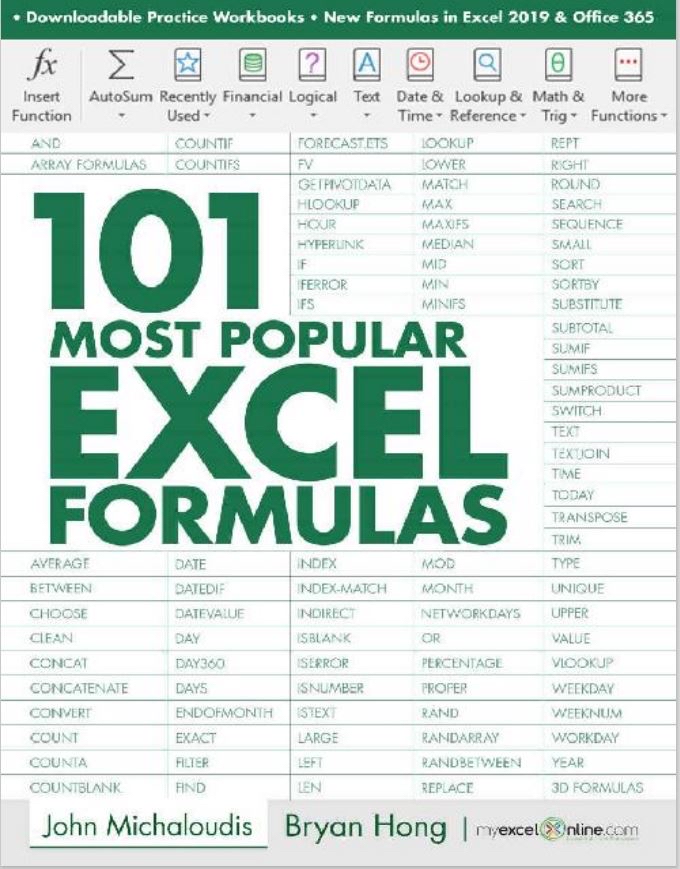 • Downloadable Practice Workbooks • New Formulas in Excel 2019 & Office 365
fx
Insert Function
AutoSum
Recently Used
Financial
Logical
Text
Date & Time
Lookup & Reference
Math & Trig
More Functions
AND COUNTIF FORECAST.ETS LOOKUP REPT
ARRAY FORMULAS COUNTIFS FV LOWER RIGHT
GETPIVOTDATA MATCH ROUND
HLOOKUP MAX SEARCH
HOUR MAXIFS SEQUENCE
HYPERLINK MEDIAN SMALL
IF MID SORT
IFERROR MIN SORTBY
IFS MINIFS SUBSTITUTE
101
MOST POPULAR
EXCEL
FORMULAS
SUBTOTAL
SUMIF
SUMIFS
SUMPRODUCT
SWITCH
TEXT
TEXTJOIN
TIME
TODAY
TRANSPOSE
TRIM
AVERAGE DATE INDEX MOD TYPE
BETWEEN DATEDIF INDEX-MATCH MONTH UNIQUE
CHOOSE DATEVALUE INDIRECT NETWORKDAYS UPPER
CLEAN DAY ISBLANK OR VALUE
CONCAT DAY360 ISERROR PERCENTAGE VLOOKUP
CONCATENATE DAYS ISNUMBER PROPER WEEKDAY
CONVERT ENDOFMONTH ISTEXT RAND WEEKNUM
COUNT EXACT LARGE RANDARRAY WORKDAY
COUNTA FILTER LEFT RANDBETWEEN YEAR
COUNTBLANK FIND LEN REPLACE 3D FORMULAS
John Michaloudis Bryan Hong | myexcelonline.com